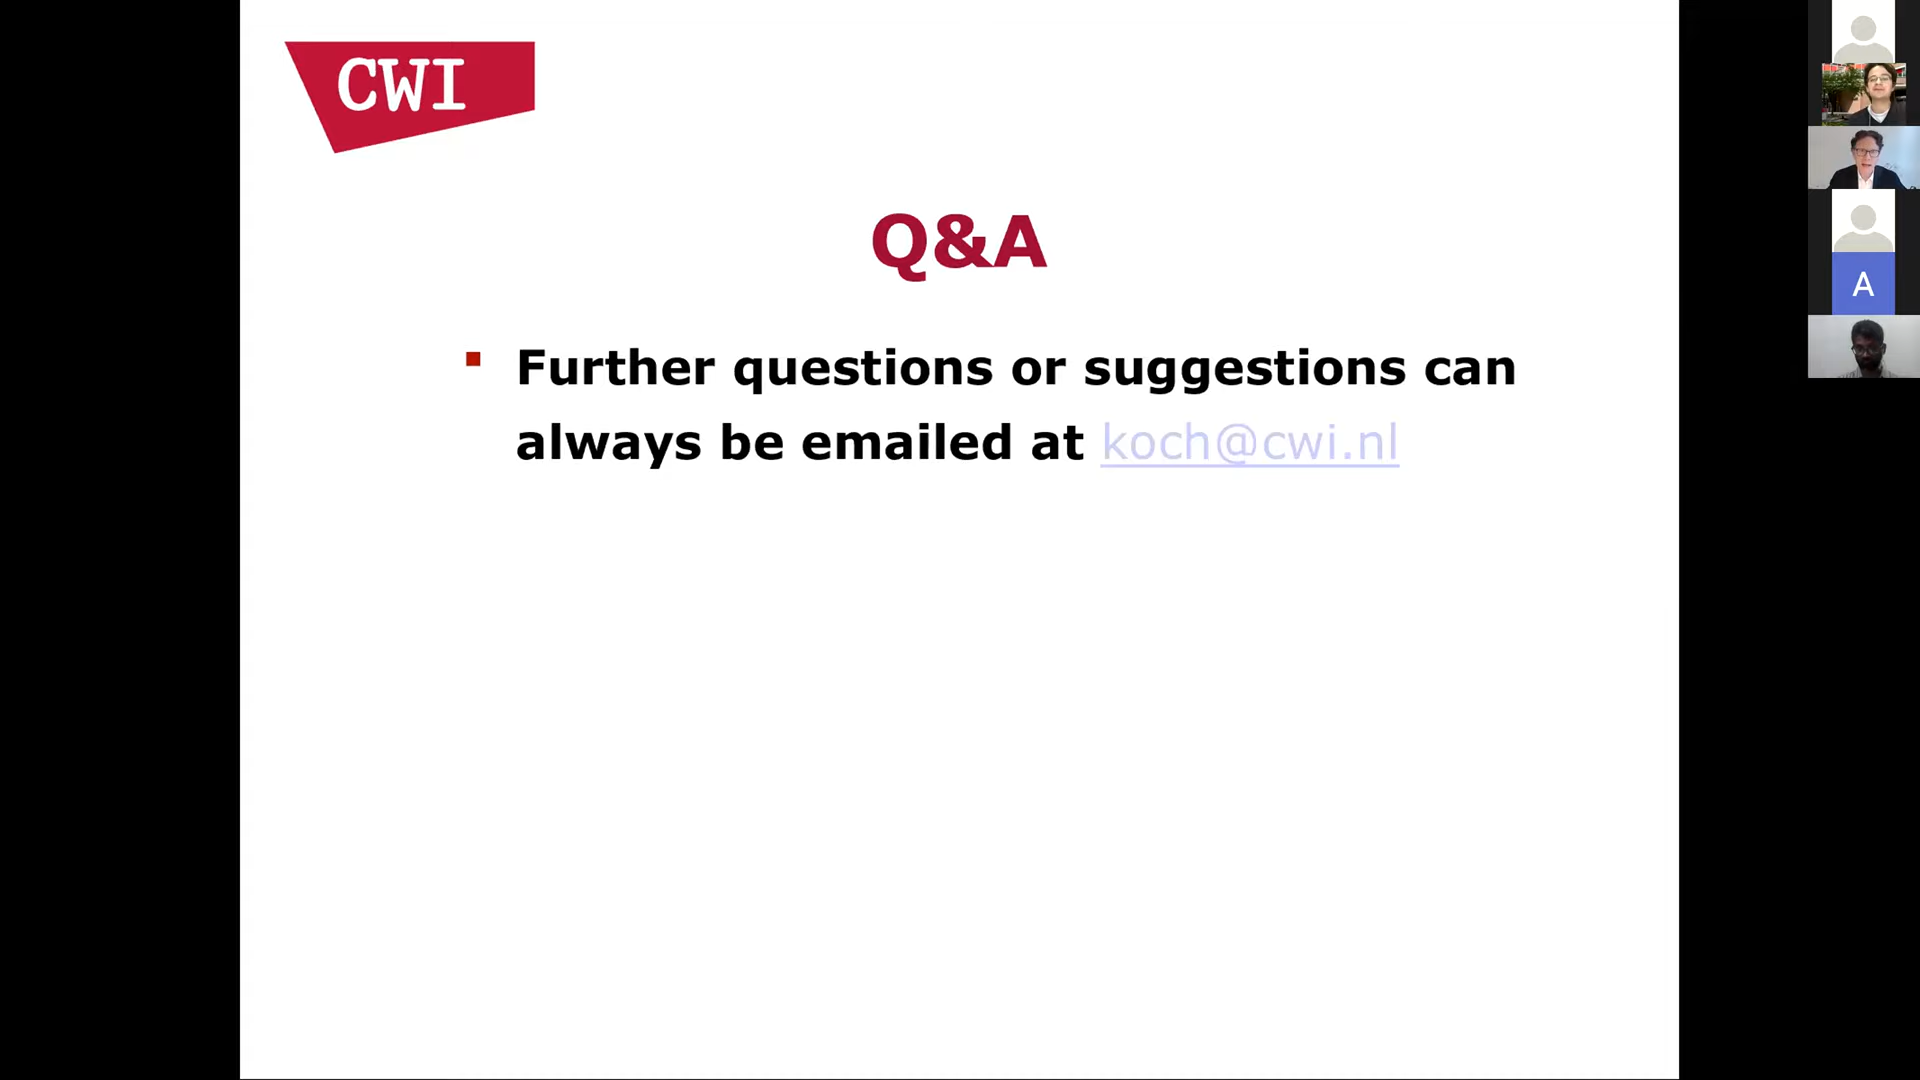 CWI
Q&A
Further questions or suggestions can
always be emailed at koch@cwi.nl
A